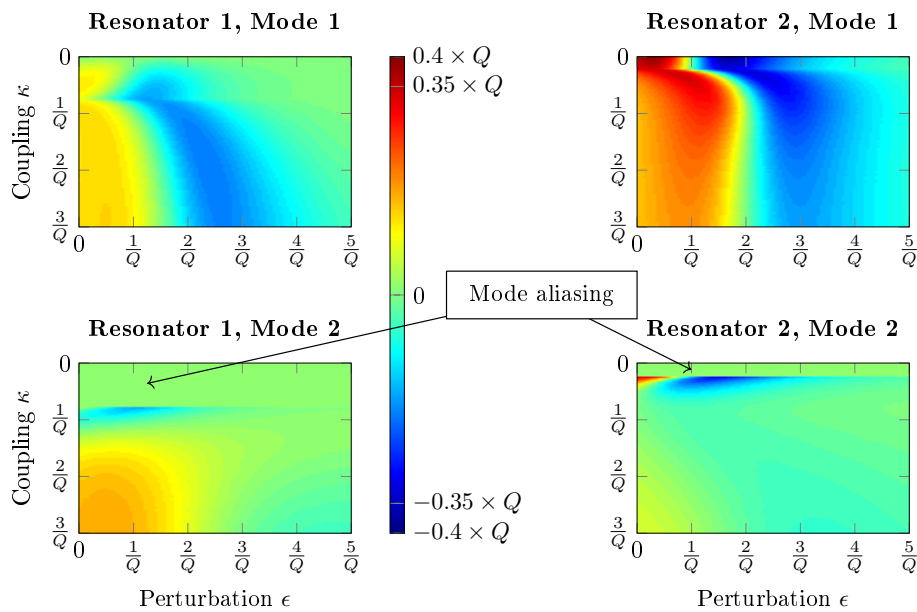 Resonator 1, Mode 1
Resonator 2, Mode 1
Coupling κ
0
1/Q
2/Q
3/Q
0 1/Q 2/Q 3/Q 4/Q 5/Q
0.4 × Q
0.35 × Q
0
−0.35 × Q
−0.4 × Q
0
1/Q
2/Q
3/Q
0 1/Q 2/Q 3/Q 4/Q 5/Q
Mode aliasing
Resonator 1, Mode 2
Resonator 2, Mode 2
Coupling κ
0
1/Q
2/Q
3/Q
0 1/Q 2/Q 3/Q 4/Q 5/Q
Perturbation ϵ
0
1/Q
2/Q
3/Q
0 1/Q 2/Q 3/Q 4/Q 5/Q
Perturbation ϵ